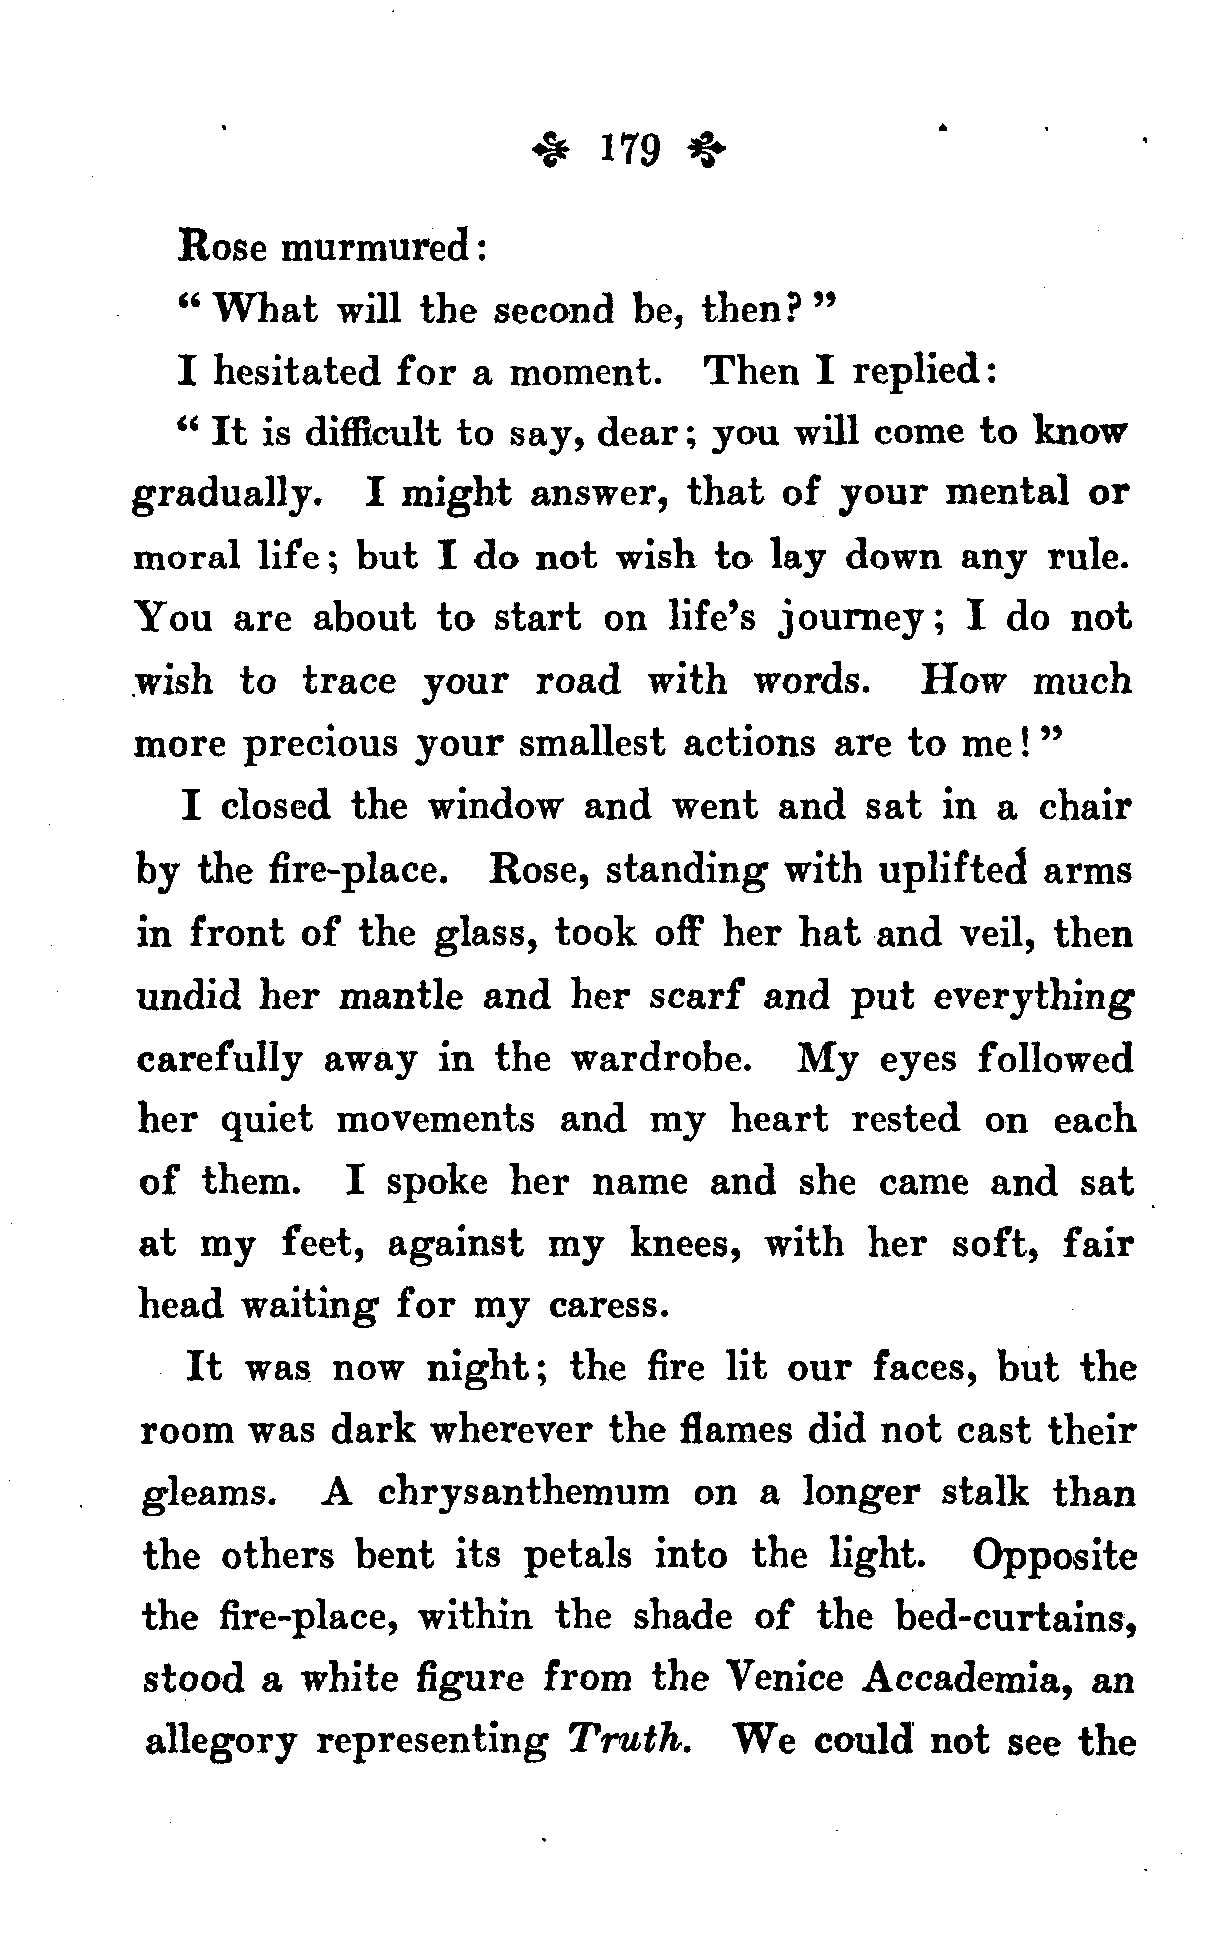 179
Rose murmured:
“ What will the second be, then? ”
I hesitated for a moment. Then I replied:
“ It is difficult to say, dear; you will come to know
gradually. I might answer, that of your mental or
moral life; but I do not wish to lay down any rule.
You are about to start on life’s journey; I do not
wish to trace your road with words. How much
more precious your smallest actions are to me! ”
I closed the window and went and sat in a chair
by the fire-place. Rose, standing with uplifted arms
in front of the glass, took off her hat and veil, then
undid her mantle and her scarf and put everything
carefully away in the wardrobe. My eyes followed
her quiet movements and my heart rested on each
of them. I spoke her name and she came and sat
at my feet, against my knees, with her soft, fair
head waiting for my caress.
It was now night; the fire lit our faces, but the
room was dark wherever the flames did not cast their
gleams. A chrysanthemum on a longer stalk than
the others bent its petals into the light. Opposite
the fire-place, within the shade of the bed-curtains,
stood a white figure from the Venice Accademia, an
allegory representing Truth. We could not see the